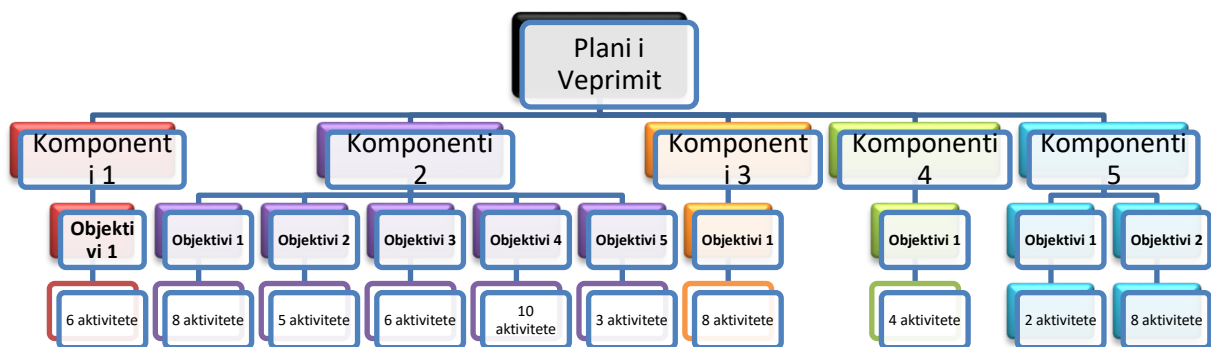 Plani i
Veprimit
Komponent
i 1
Komponenti
2
Komponent
i 3
Komponenti
4
Komponenti
5
Objekti
vi 1
Objektivi 1
Objektivi 2
Objektivi 3
Objektivi 4
Objektivi 5
Objektivi 1
Objektivi 1
Objektivi 1
Objektivi 2
6 aktivitete
8 aktivitete
5 aktivitete
6 aktivitete
10
aktivitete
3 aktivitete
8 aktivitete
4 aktivitete
2 aktivitete
8 aktivitete